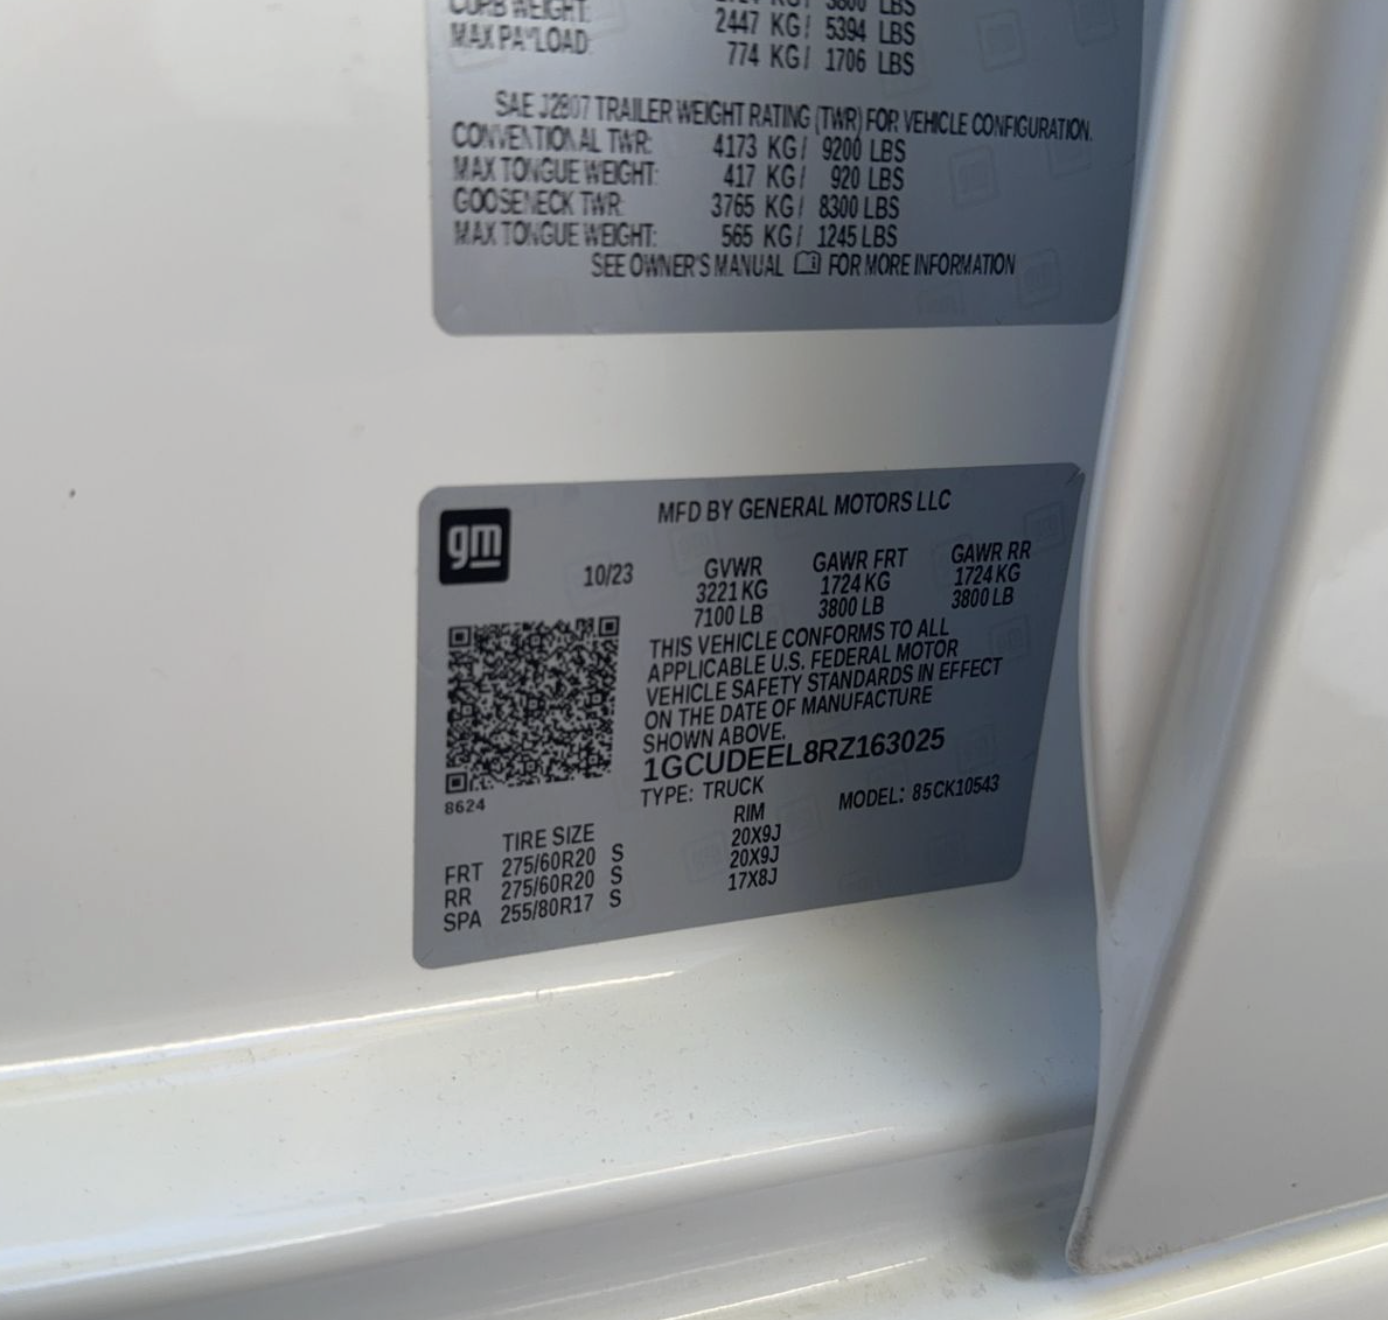 CURB WEIGHT:
2447 KG/ 5394 LBS
MAX PAYLOAD:
774 KG/ 1706 LBS
SAE J2807 TRAILER WEIGHT RATING (TWR) FOR VEHICLE CONFIGURATION.
CONVENTIONAL TWR: 4173 KG/ 9200 LBS
MAX TONGUE WEIGHT: 417 KG/ 920 LBS
GOOSENECK TWR: 3765 KG/ 8300 LBS
MAX TONGUE WEIGHT: 565 KG/ 1245 LBS
SEE OWNER'S MANUAL FOR MORE INFORMATION
gm
MFD BY GENERAL MOTORS LLC
10/23 GVWR GAWR FRT GAWR RR
3221 KG 1724 KG 1724 KG
7100 LB 3800 LB 3800 LB
THIS VEHICLE CONFORMS TO ALL
APPLICABLE U.S. FEDERAL MOTOR
VEHICLE SAFETY STANDARDS IN EFFECT
ON THE DATE OF MANUFACTURE
SHOWN ABOVE.
1GCUDEEL8RZ163025
TYPE: TRUCK MODEL: 85CK10543
8624
TIRE SIZE RIM
FRT 275/60R20 S 20X9J
RR 275/60R20 S 20X9J
SPA 255/80R17 S 17X8J